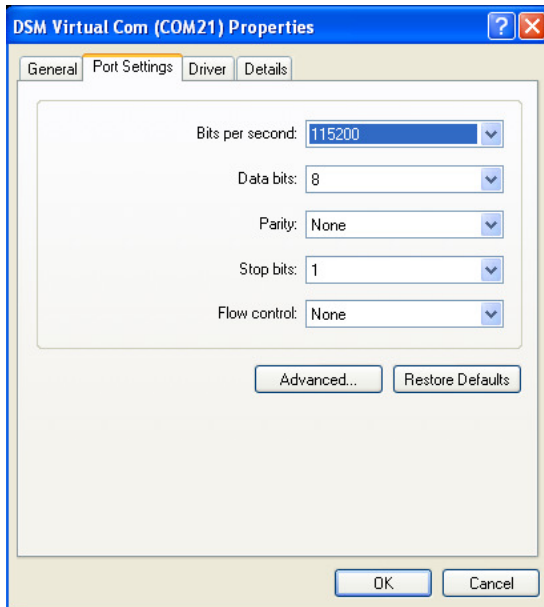 DSM Virtual Com (COM21) Properties
General Port Settings Driver Details
Bits per second: 115200
Data bits: 8
Parity: None
Stop bits: 1
Flow control: None
Advanced... Restore Defaults
OK Cancel